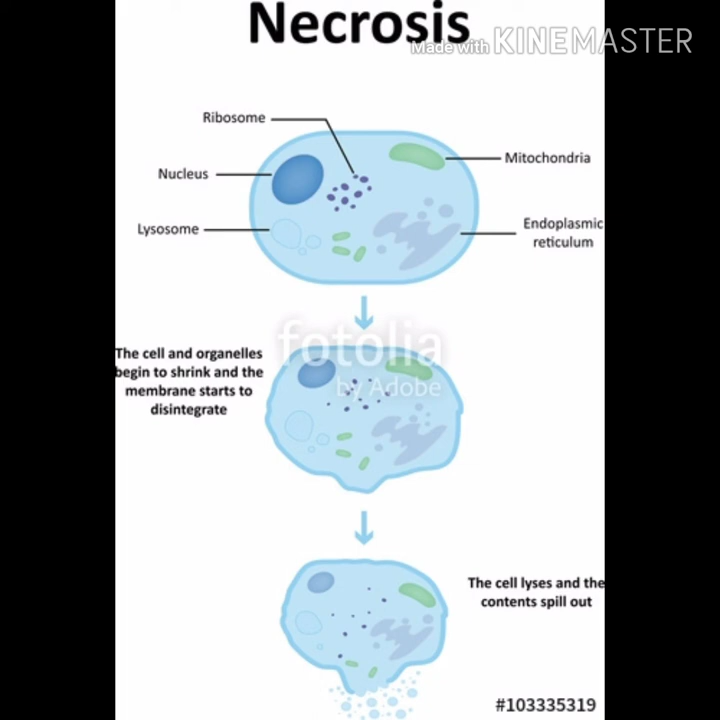 Necrosis
Made with KINEMASTER
Ribosome
Nucleus
Mitochondria
Lysosome
Endoplasmic
reticulum
fotolia
by Adobe
The cell and organelles
begin to shrink and the
membrane starts to
disintegrate
The cell lyses and the
contents spill out
#103335319